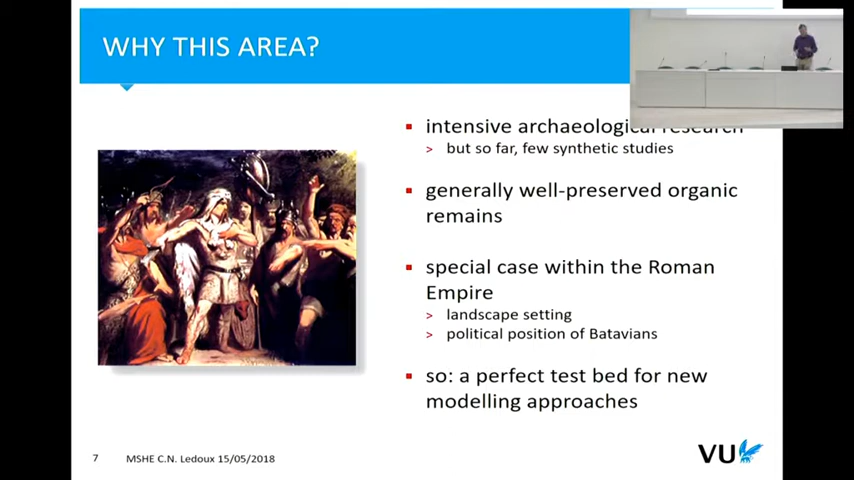 WHY THIS AREA?
intensive archaeological research
> but so far, few synthetic studies
generally well-preserved organic
remains
special case within the Roman
Empire
> landscape setting
> political position of Batavians
so: a perfect test bed for new
modelling approaches
7 MSHE C.N. Ledoux 15/05/2018
VU